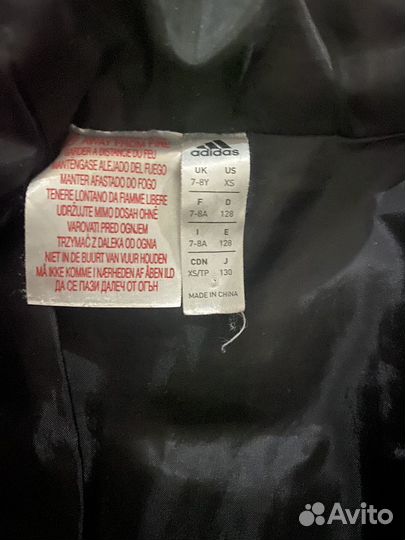 KEEP AWAY FROM FIRE
GARDER A DISTANCE DU FEU
MANTENGASE ALEJADO DEL FUEGO
MANTER AFASTADO DO FOGO
TENERE LONTANO DA FIAMME LIBERE
UDRŽUJTE MIMO DOSAH OHNĚ
VAROVATI PRED OGNJEM
TRZYMAĆ Z DALEKA OD OGNIA
NIET IN DE BUURT VAN VUUR HOUDEN
MÅ IKKE KOMME I NÆRHEDEN AF ÅBEN ILD
ДА СЕ ПАЗИ ДАЛЕЧ ОТ ОГЪН
adidas
UK US
7-8Y XS
F D
7-8A 128
I E
7-8A 128
CDN J
XS/TP 130
MADE IN CHINA
Avito